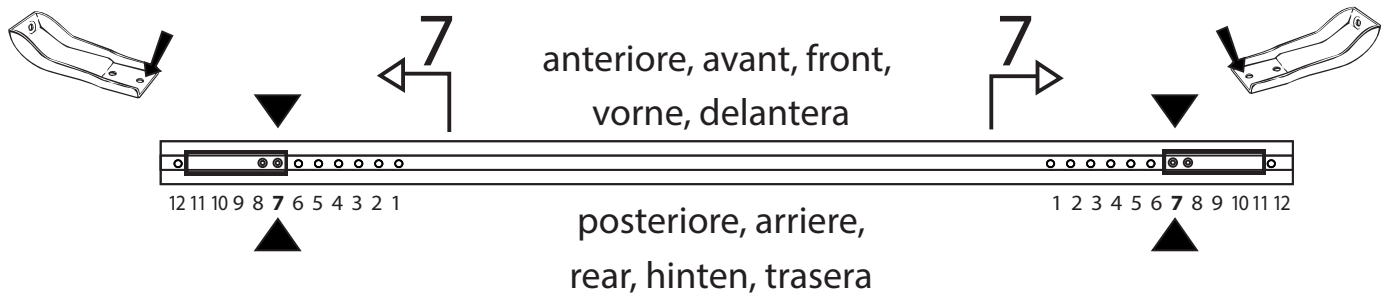 7 7
anteriore, avant, front,
vorne, delantera
12 11 10 9 8 7 6 5 4 3 2 1 1 2 3 4 5 6 7 8 9 10 11 12
posteriore, arriere,
rear, hinten, trasera